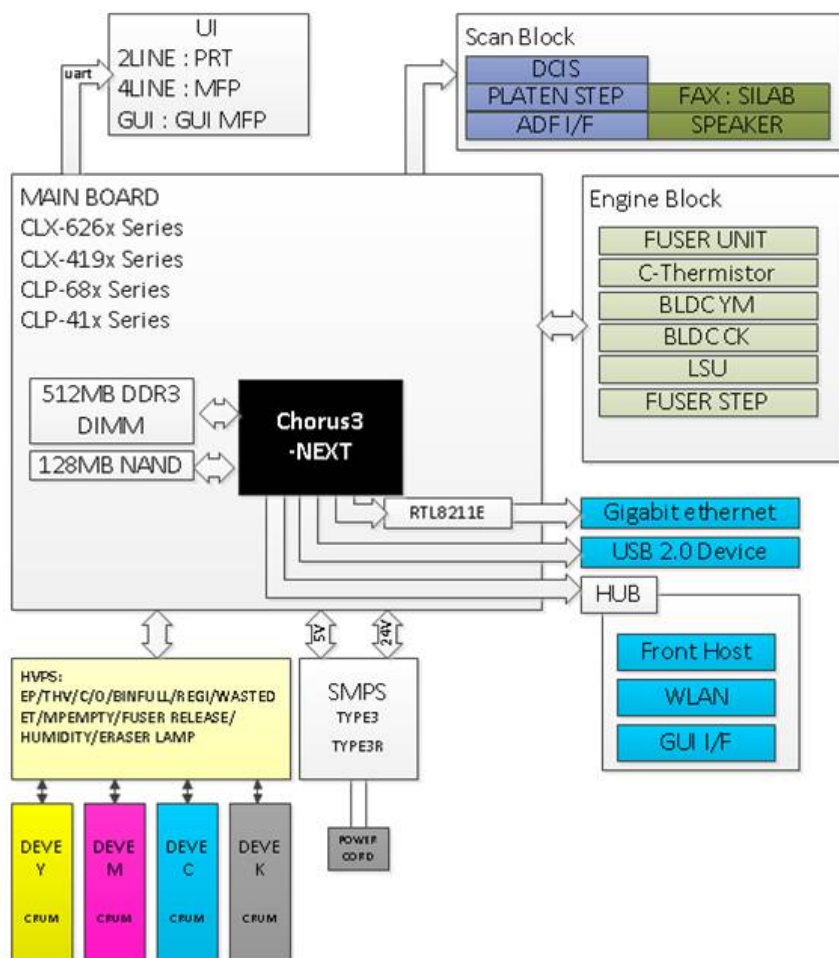 UI
2LINE : PRT
4LINE : MFP
GUI : GUI MFP
uart
Scan Block
DCIS
PLATEN STEP
FAX : SILAB
ADF I/F
SPEAKER
MAIN BOARD
CLX-626x Series
CLX-419x Series
CLP-68x Series
CLP-41x Series
Engine Block
FUSER UNIT
C-Thermistor
BLDC YM
BLDC CK
LSU
FUSER STEP
512MB DDR3
DIMM
128MB NAND
Chorus3
-NEXT
RTL8211E
Gigabit ethernet
USB 2.0 Device
HUB
Front Host
WLAN
GUI I/F
5V
24V
HVPS:
EP/THV/C/O/BINFULL/REGI/WASTED
ET/MPEMPTY/FUSER RELEASE/
HUMIDITY/ERASER LAMP
SMPS
TYPE3
TYPE3R
POWER
CORD
DEVE
Y
CRUM
DEVE
M
CRUM
DEVE
C
CRUM
DEVE
K
CRUM